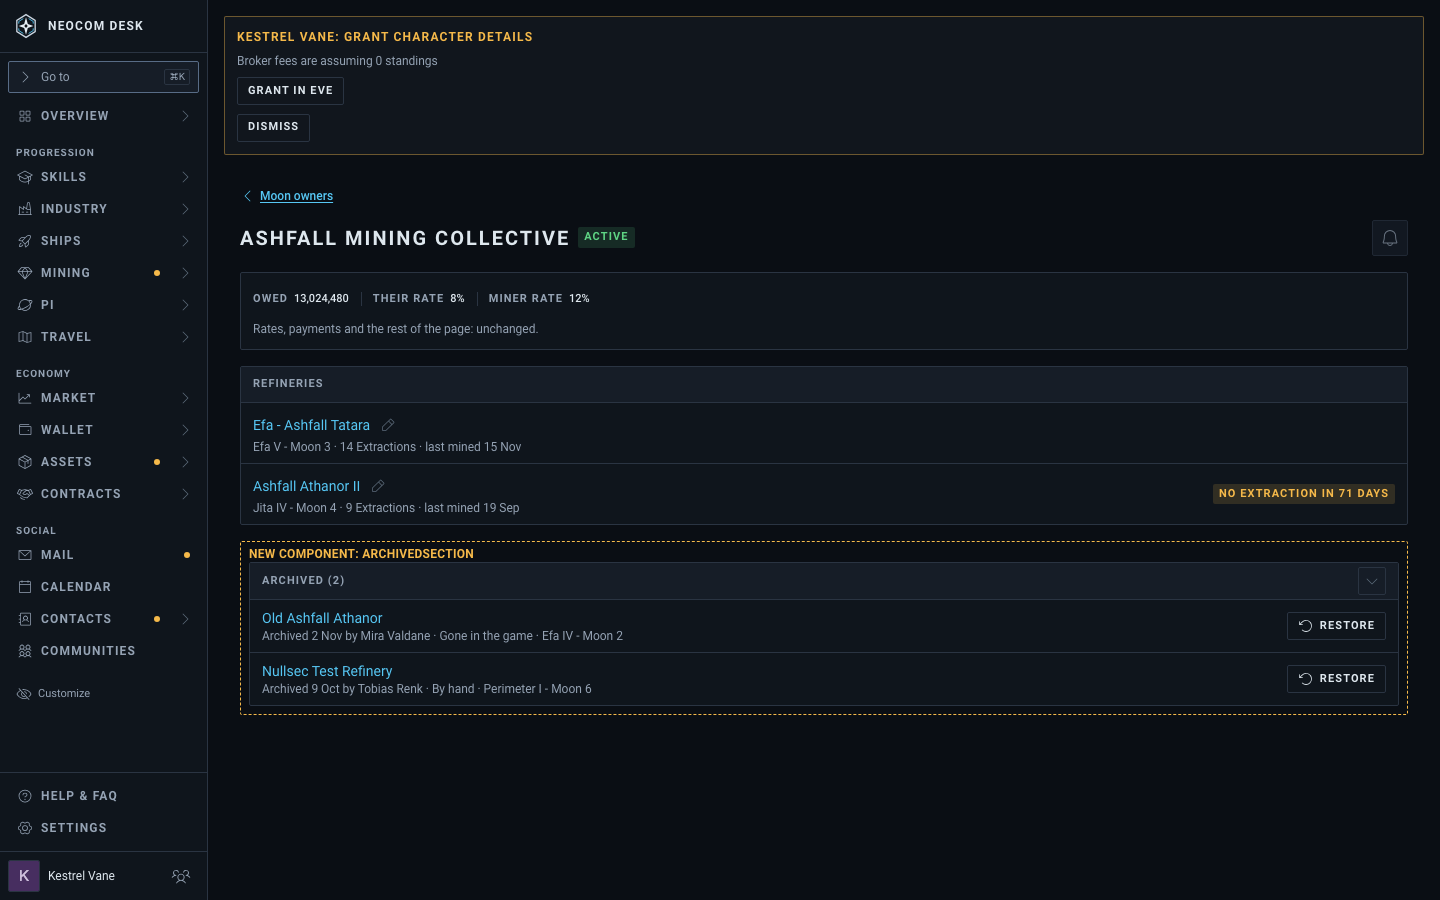 NEOCOM DESK
Go to
⌘K
OVERVIEW
PROGRESSION
SKILLS
INDUSTRY
SHIPS
MINING
PI
TRAVEL
ECONOMY
MARKET
WALLET
ASSETS
CONTRACTS
SOCIAL
MAIL
CALENDAR
CONTACTS
COMMUNITIES
Customize
HELP & FAQ
SETTINGS
K
Kestrel Vane
KESTREL VANE: GRANT CHARACTER DETAILS
Broker fees are assuming 0 standings
GRANT IN EVE
DISMISS
Moon owners
ASHFALL MINING COLLECTIVE ACTIVE
OWED 13,024,480 THEIR RATE 8% MINER RATE 12%
Rates, payments and the rest of the page: unchanged.
REFINERIES
Efa - Ashfall Tatara
Efa V - Moon 3 · 14 Extractions · last mined 15 Nov
Ashfall Athanor II
Jita IV - Moon 4 · 9 Extractions · last mined 19 Sep
NO EXTRACTION IN 71 DAYS
NEW COMPONENT: ARCHIVEDSECTION
ARCHIVED (2)
Old Ashfall Athanor
Archived 2 Nov by Mira Valdane · Gone in the game · Efa IV - Moon 2
RESTORE
Nullsec Test Refinery
Archived 9 Oct by Tobias Renk · By hand · Perimeter I - Moon 6
RESTORE